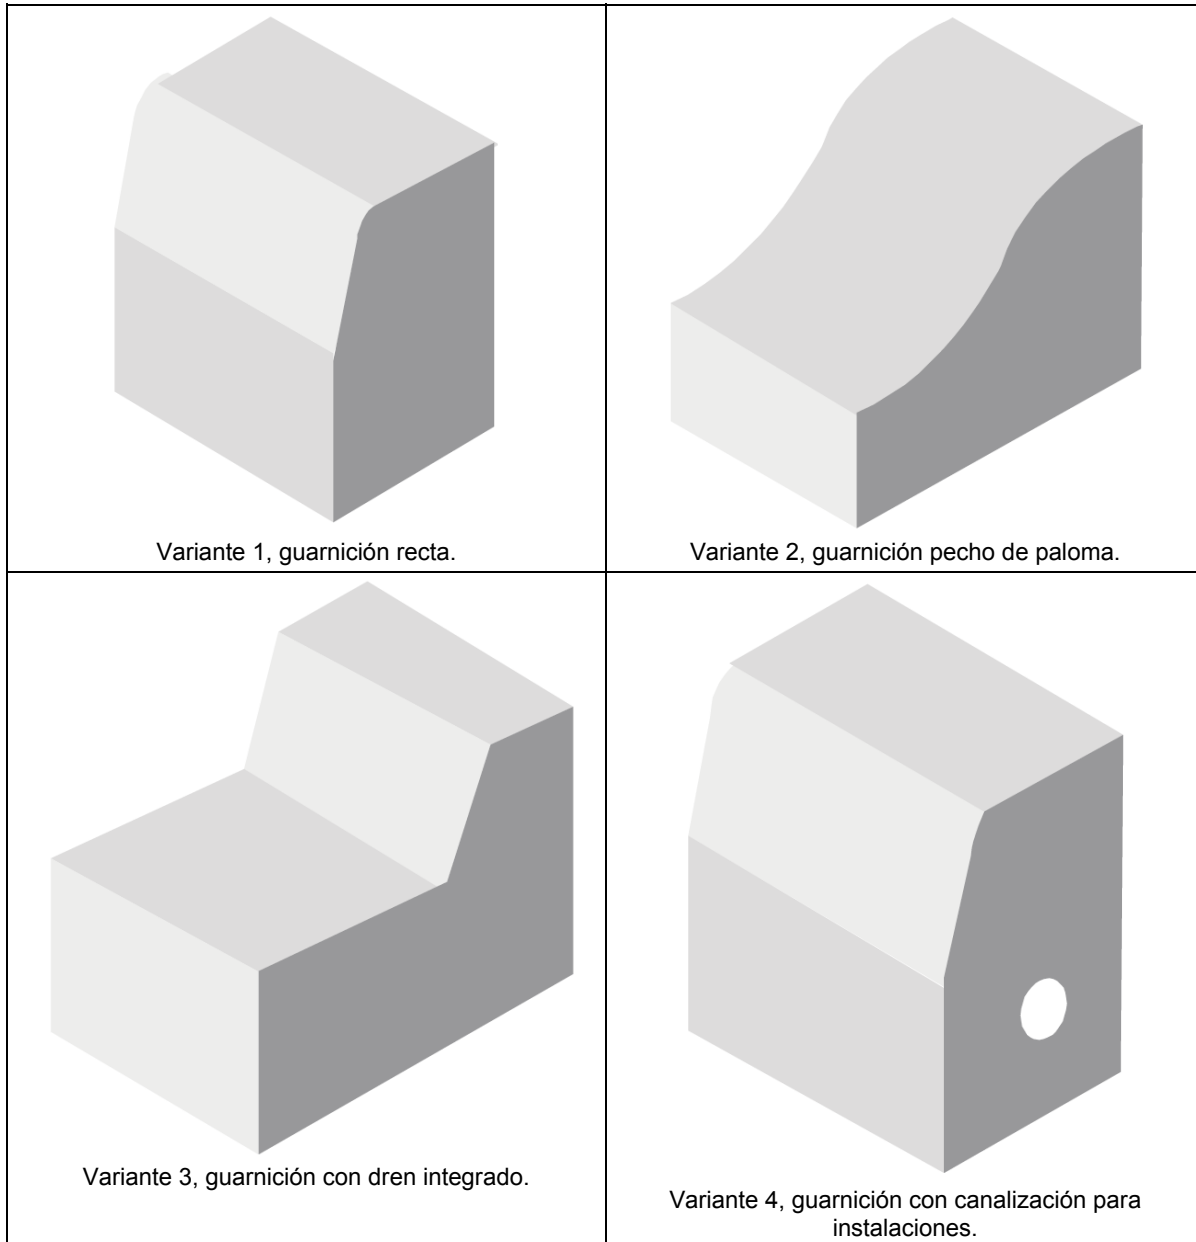 Variante 1, guarnición recta.
Variante 2, guarnición pecho de paloma.
Variante 3, guarnición con dren integrado.
Variante 4, guarnición con canalización para
instalaciones.